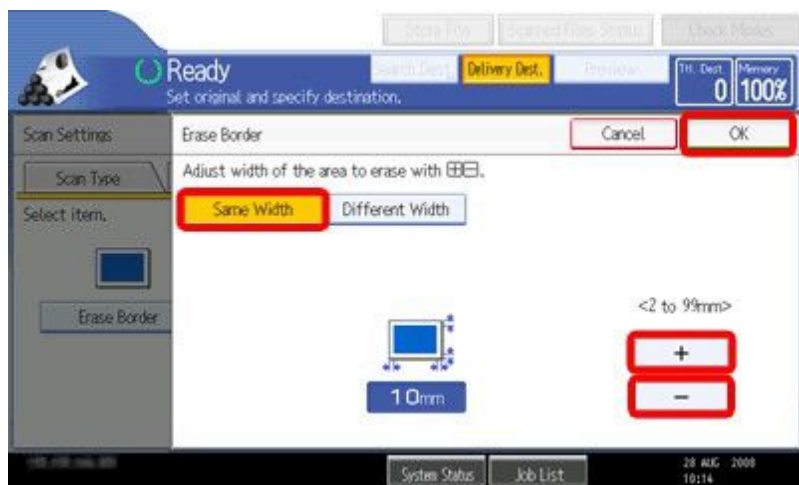 Store File Scanned Files Status Check Modes
Ready
Search Dest. Delivery Dest. Preview
Ttl. Dest. Memory
0 100%
Set original and specify destination.
Scan Settings
Erase Border
Cancel
OK
Scan Type
Adjust width of the area to erase with
Select item.
Same Width
Different Width
Erase Border
<2 to 99mm>
+
10mm
−
System Status
Job List
28 AUG 2008
10:14